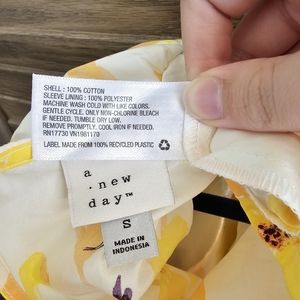 SHELL : 100% COTTON
SLEEVE LINING : 100% POLYESTER
MACHINE WASH COLD WITH LIKE COLORS.
GENTLE CYCLE. ONLY NON-CHLORINE BLEACH
IF NEEDED. TUMBLE DRY LOW.
REMOVE PROMPTLY. COOL IRON IF NEEDED.
RN17730 VN1981170
LABEL MADE FROM 100% RECYCLED PLASTIC
a
.new
day™
S
MADE IN
INDONESIA